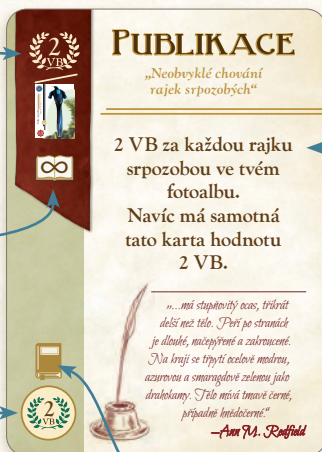 2
VB
PUBLIKACE
„Neobvyklé chování
rajek srpozobých“
2 VB za každou rajku
srpozobou ve tvém
fotoalbu.
Navíc má samotná
tato karta hodnotu
2 VB.
„...má stupňovitý ocas, třikrát
delší než tělo. Peří po stranách
je dlouhé, načepýřené a zakroucené.
Na kraji se třpytí ocelově modrou,
azurovou a smaragdově zelenou jako
drahokamy. Tělo mívá tmavě černé,
případně hnědočerné.“
—Ann M. Redfield
2
VB